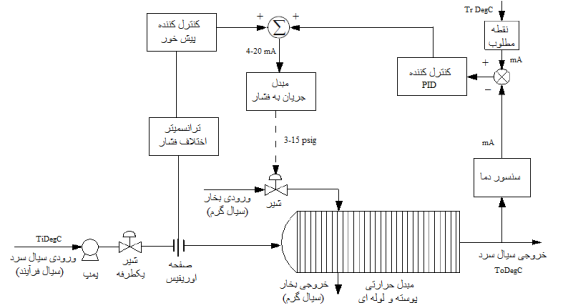 Tr DegC
کنترل کننده
پیش خور
+
Σ
+
نقطه
مطلوب
4-20 mA
mA
کنترل کننده
PID
+
−
مبدل
جریان به فشار
ترانسمیتر
اختلاف فشار
3-15 psig
mA
سنسور دما
ورودی بخار
(سیال گرم)
شیر
TiDegC
ورودی سیال سرد
(سیال فرآیند)
پمپ
شیر
یکطرفه
صفحه
اوریفیس
خروجی بخار
(سیال گرم)
مبدل حرارتی
پوسته و لوله ای
خروجی سیال سرد
ToDegC